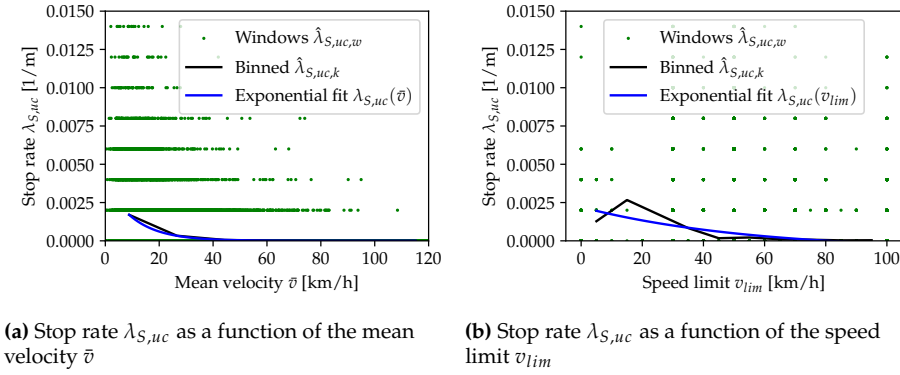 0.0150
0.0125
0.0100
0.0075
0.0050
0.0025
0.0000
Stop rate λ_{S,uc} [1/m]
0 20 40 60 80 100 120
Mean velocity v̄ [km/h]
Windows λ̂_{S,uc,w}
Binned λ̂_{S,uc,k}
Exponential fit λ_{S,uc}(v̄)
(a) Stop rate λ_{S,uc} as a function of the mean
velocity v̄
0.0150
0.0125
0.0100
0.0075
0.0050
0.0025
0.0000
Stop rate λ_{S,uc} [1/m]
0 20 40 60 80 100
Speed limit v_{lim} [km/h]
Windows λ̂_{S,uc,w}
Binned λ̂_{S,uc,k}
Exponential fit λ_{S,uc}(v_{lim})
(b) Stop rate λ_{S,uc} as a function of the speed
limit v_{lim}